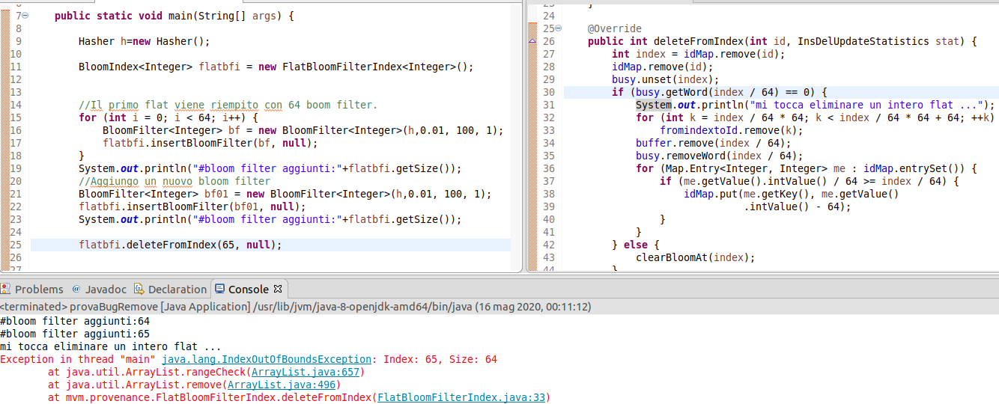 7 public static void main(String[] args) {
8
9 Hasher h=new Hasher();
10
11 BloomIndex<Integer> flatbfi = new FlatBloomFilterIndex<Integer>();
12
13
14 //Il primo flat viene riempito con 64 boom filter.
15 for (int i = 0; i < 64; i++) {
16 BloomFilter<Integer> bf = new BloomFilter<Integer>(h,0.01, 100, 1);
17 flatbfi.insertBloomFilter(bf, null);
18 }
19 System.out.println("#bloom filter aggiunti:"+flatbfi.getSize());
20 //Aggiungo un nuovo bloom filter
21 BloomFilter<Integer> bf01 = new BloomFilter<Integer>(h,0.01, 100, 1);
22 flatbfi.insertBloomFilter(bf01, null);
23 System.out.println("#bloom filter aggiunti:"+flatbfi.getSize());
24
25 flatbfi.deleteFromIndex(65, null);
26
27
23 }
24
25 @Override
26 public int deleteFromIndex(int id, InsDelUpdateStatistics stat) {
27 int index = idMap.remove(id);
28 idMap.remove(id);
29 busy.unset(index);
30 if (busy.getWord(index / 64) == 0) {
31 System.out.println("mi tocca eliminare un intero flat ...");
32 for (int k = index / 64 * 64; k < index / 64 * 64 + 64; ++k)
33 fromindextoId.remove(k);
34 buffer.remove(index / 64);
35 busy.removeWord(index / 64);
36 for (Map.Entry<Integer, Integer> me : idMap.entrySet()) {
37 if (me.getValue().intValue() / 64 >= index / 64) {
38 idMap.put(me.getKey(), me.getValue()
39 .intValue() - 64);
40 }
41 }
42 } else {
43 clearBloomAt(index);
44 }
Problems @ Javadoc Declaration Console
<terminated> provaBugRemove [Java Application] /usr/lib/jvm/java-8-openjdk-amd64/bin/java (16 mag 2020, 00:11:12)
#bloom filter aggiunti:64
#bloom filter aggiunti:65
mi tocca eliminare un intero flat ...
Exception in thread "main" java.lang.IndexOutOfBoundsException: Index: 65, Size: 64
at java.util.ArrayList.rangeCheck(ArrayList.java:657)
at java.util.ArrayList.remove(ArrayList.java:496)
at mvm.provenance.FlatBloomFilterIndex.deleteFromIndex(FlatBloomFilterIndex.java:33)